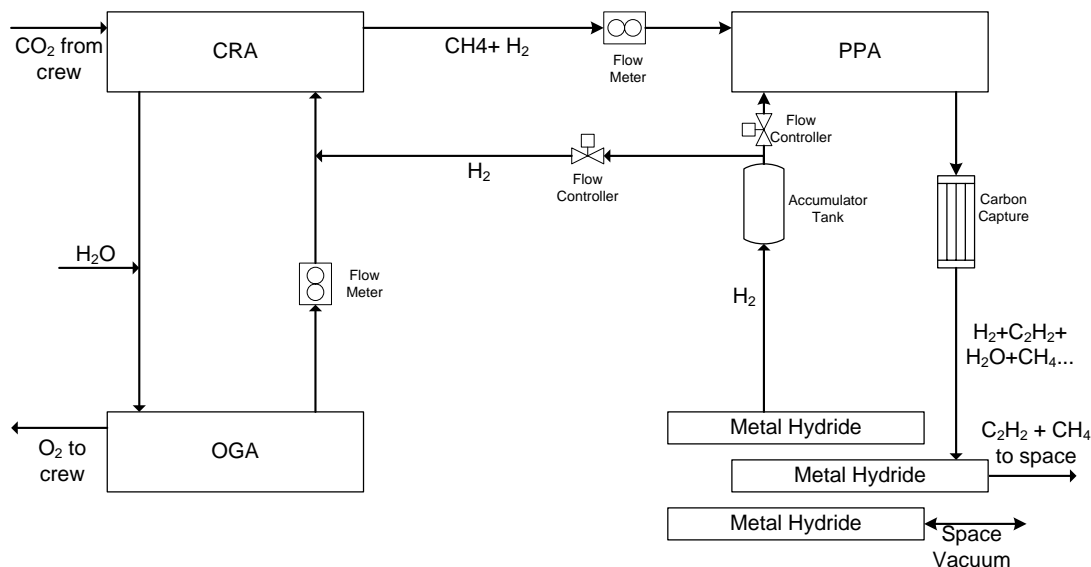 CO₂ from
crew
CRA
CH4+ H₂
Flow
Meter
PPA
Flow
Controller
H₂
Flow
Controller
Accumulator
Tank
Carbon
Capture
H₂O
Flow
Meter
H₂
H₂+C₂H₂+
H₂O+CH₄...
O₂ to
crew
OGA
Metal Hydride
C₂H₂ + CH₄
to space
Metal Hydride
Metal Hydride
Space
Vacuum